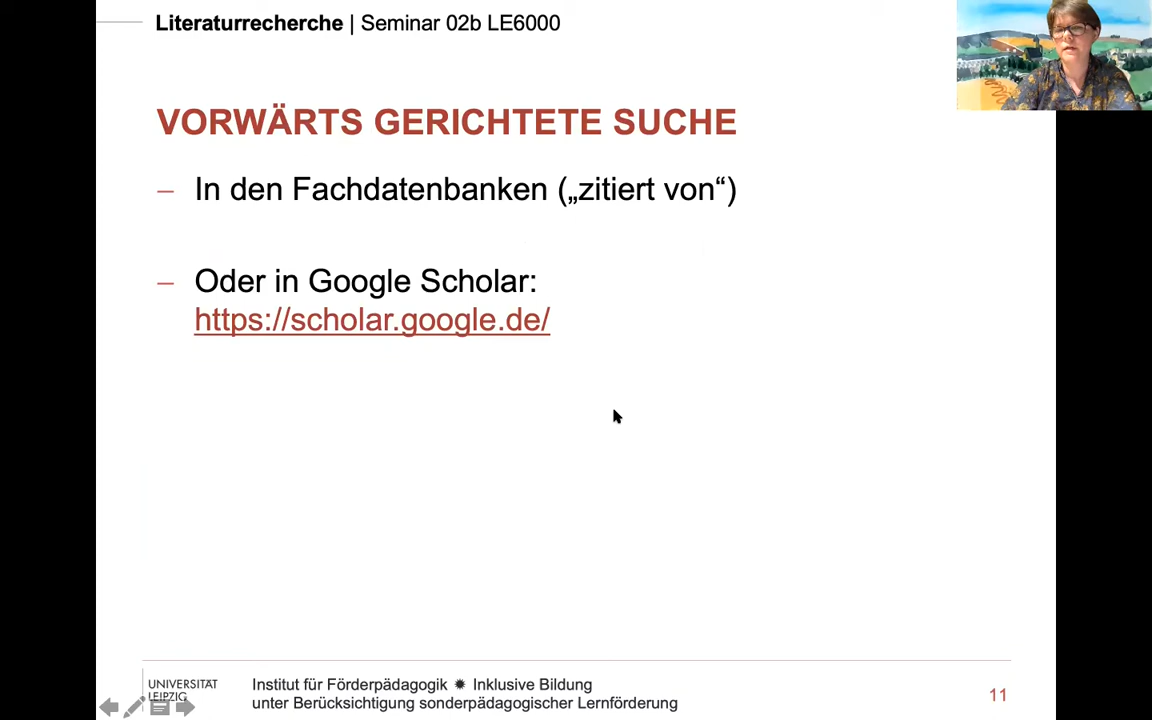 Literaturrecherche | Seminar 02b LE6000
VORWÄRTS GERICHTETE SUCHE
– In den Fachdatenbanken („zitiert von“)
– Oder in Google Scholar:
https://scholar.google.de/
UNIVERSITÄT
LEIPZIG
Institut für Förderpädagogik ✹ Inklusive Bildung
unter Berücksichtigung sonderpädagogischer Lernförderung
11